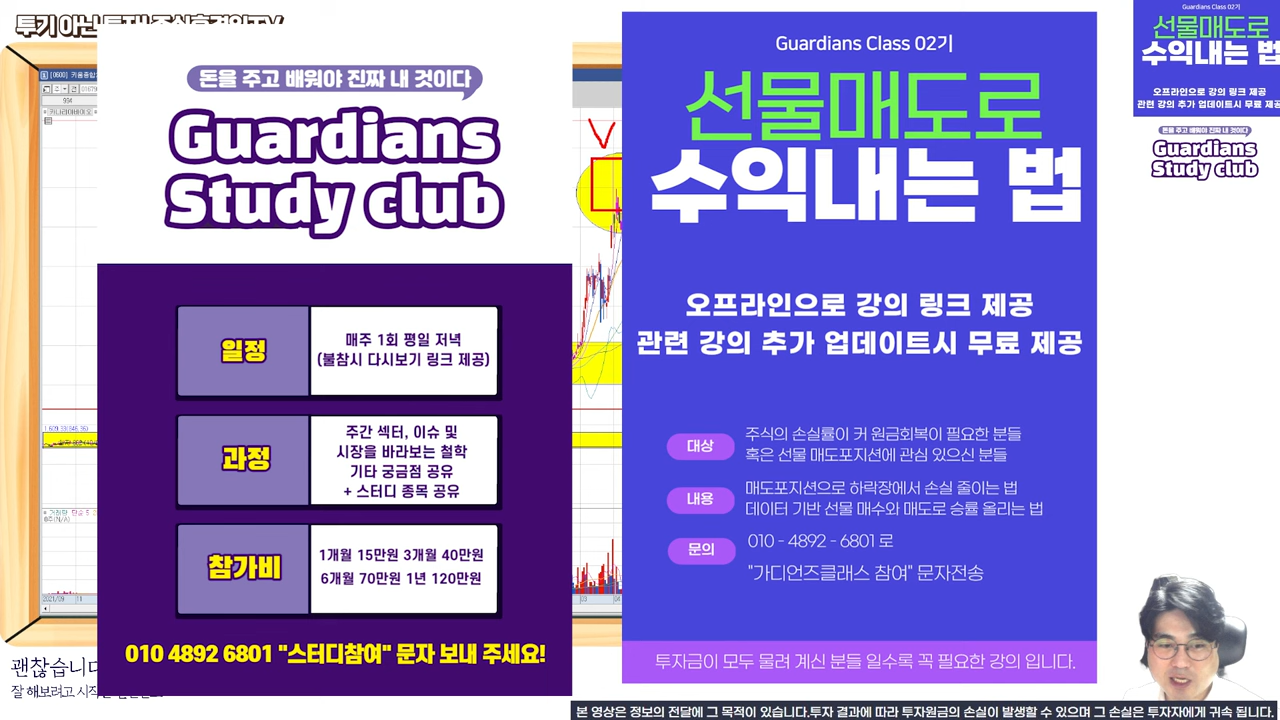 투기 아닌 투자! 주식초격왕TV
돈을 주고 배워야 진짜 내 것이다
Guardians
Study club
일정
매주 1회 평일 저녁
(불참시 다시보기 링크 제공)
과정
주간 섹터, 이슈 및
시장을 바라보는 철학
기타 궁금점 공유
+ 스터디 종목 공유
참가비
1개월 15만원 3개월 40만원
6개월 70만원 1년 120만원
010 4892 6801 "스터디참여" 문자 보내 주세요!
Guardians Class 02기
선물매도로
수익내는 법
오프라인으로 강의 링크 제공
관련 강의 추가 업데이트시 무료 제공
대상
주식의 손실률이 커 원금회복이 필요한 분들
혹은 선물 매도포지션에 관심 있으신 분들
내용
매도포지션으로 하락장에서 손실 줄이는 법
데이터 기반 선물 매수와 매도로 승률 올리는 법
문의
010 - 4892 - 6801 로
"가디언즈클래스 참여" 문자전송
투자금이 모두 물려 계신 분들 일수록 꼭 필요한 강의 입니다.
Guardians Class 02기
선물매도로
수익내는 법
오프라인으로 강의 링크 제공
관련 강의 추가 업데이트시 무료 제공
돈을 주고 배워야 진짜 내 것이다
Guardians
Study club
괜찮습니다
잘 해보려고 시작
본 영상은 정보의 전달에 그 목적이 있습니다.투자 결과에 따라 투자원금의 손실이 발생할 수 있으며 그 손실은 투자자에게 귀속 됩니다.